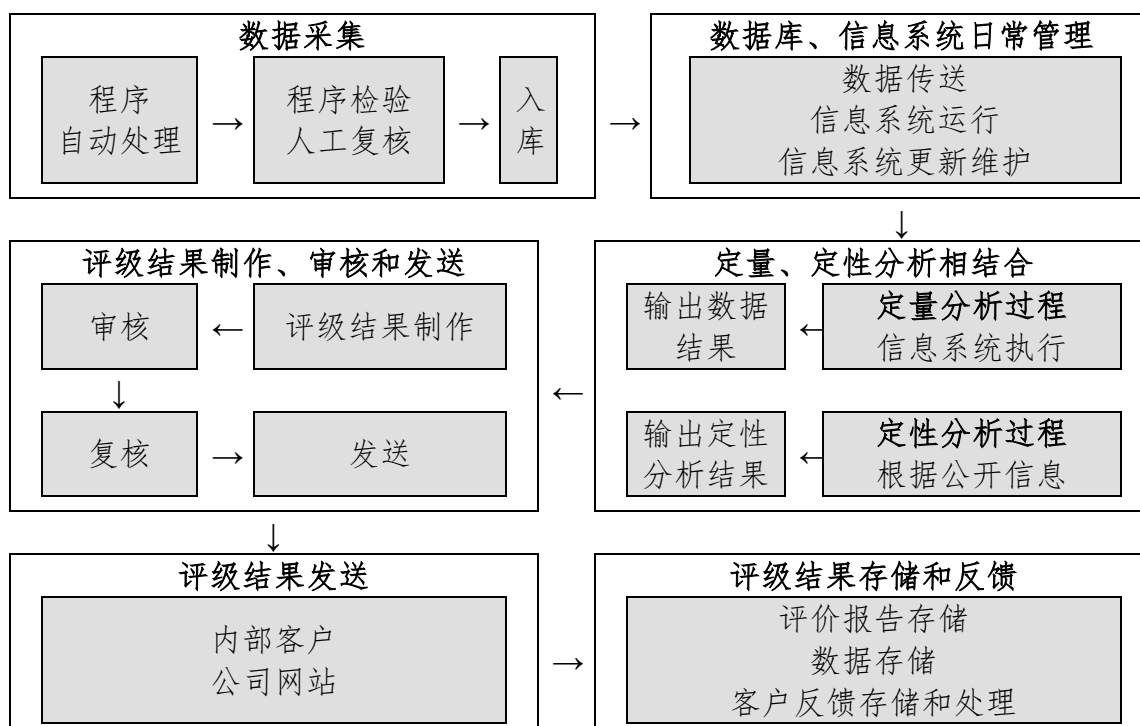 数据采集
程序
自动处理
→
程序检验
人工复核
→
入
库
→
数据库、信息系统日常管理
数据传送
信息系统运行
信息系统更新维护
↓
定量、定性分析相结合
定量分析过程
信息系统执行
←
输出数据
结果
定性分析过程
根据公开信息
←
输出定性
分析结果
←
评级结果制作、审核和发送
评级结果制作
←
审核
↓
复核
→
发送
↓
评级结果发送
内部客户
公司网站
→
评级结果存储和反馈
评价报告存储
数据存储
客户反馈存储和处理